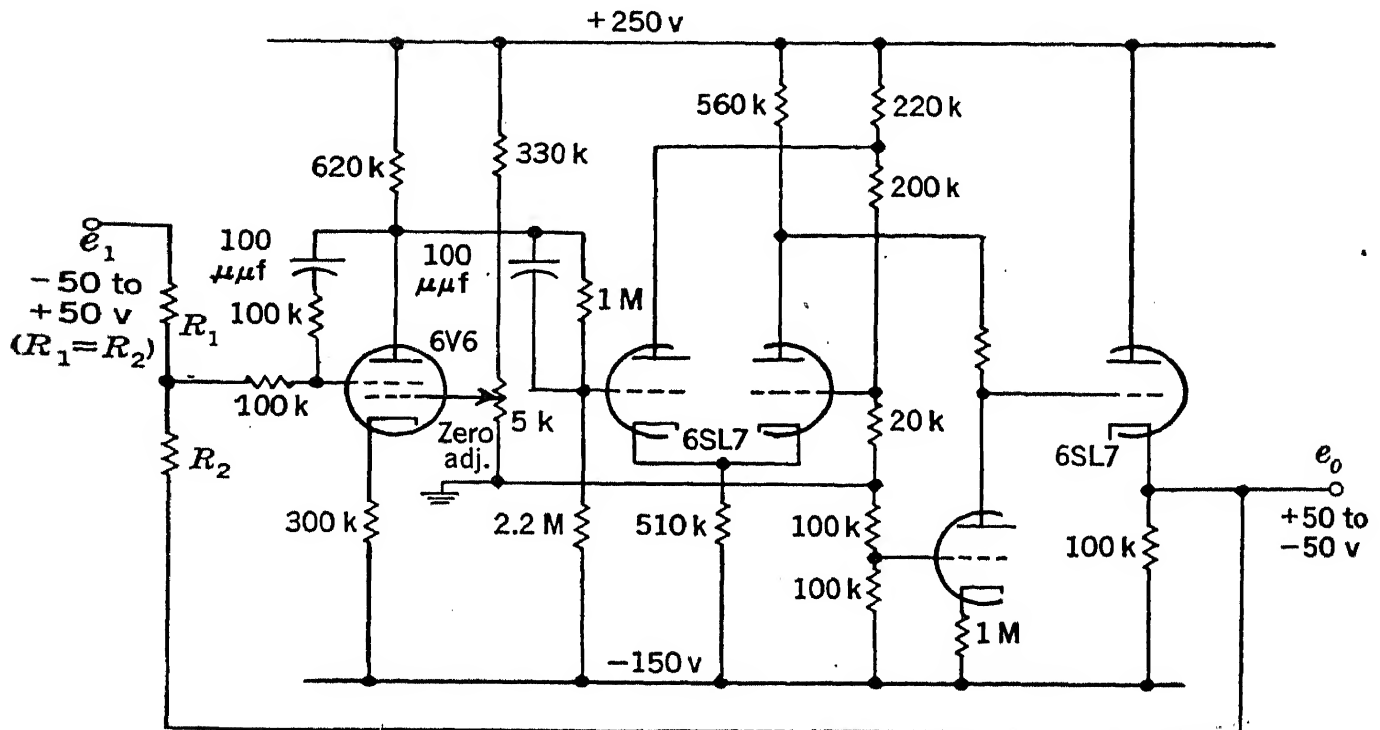 +250 v
560 k
220 k
620 k
330 k
200 k
e₁
−50 to
+50 v
(R₁=R₂)
R₁
100
μμf
100 k
100
μμf
1 M
6V6
100 k
5 k
Zero
adj.
6SL7
20 k
6SL7
R₂
300 k
2.2 M
510 k
100 k
100 k
1 M
100 k
e₀
+50 to
−50 v
−150 v